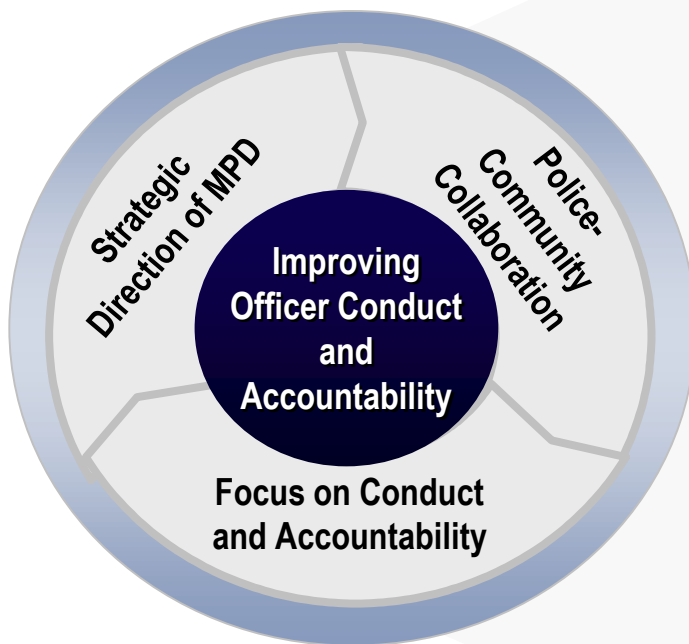 Strategic
Direction of MPD
Police-
Community
Collaboration
Improving
Officer Conduct
and
Accountability
Focus on Conduct
and Accountability